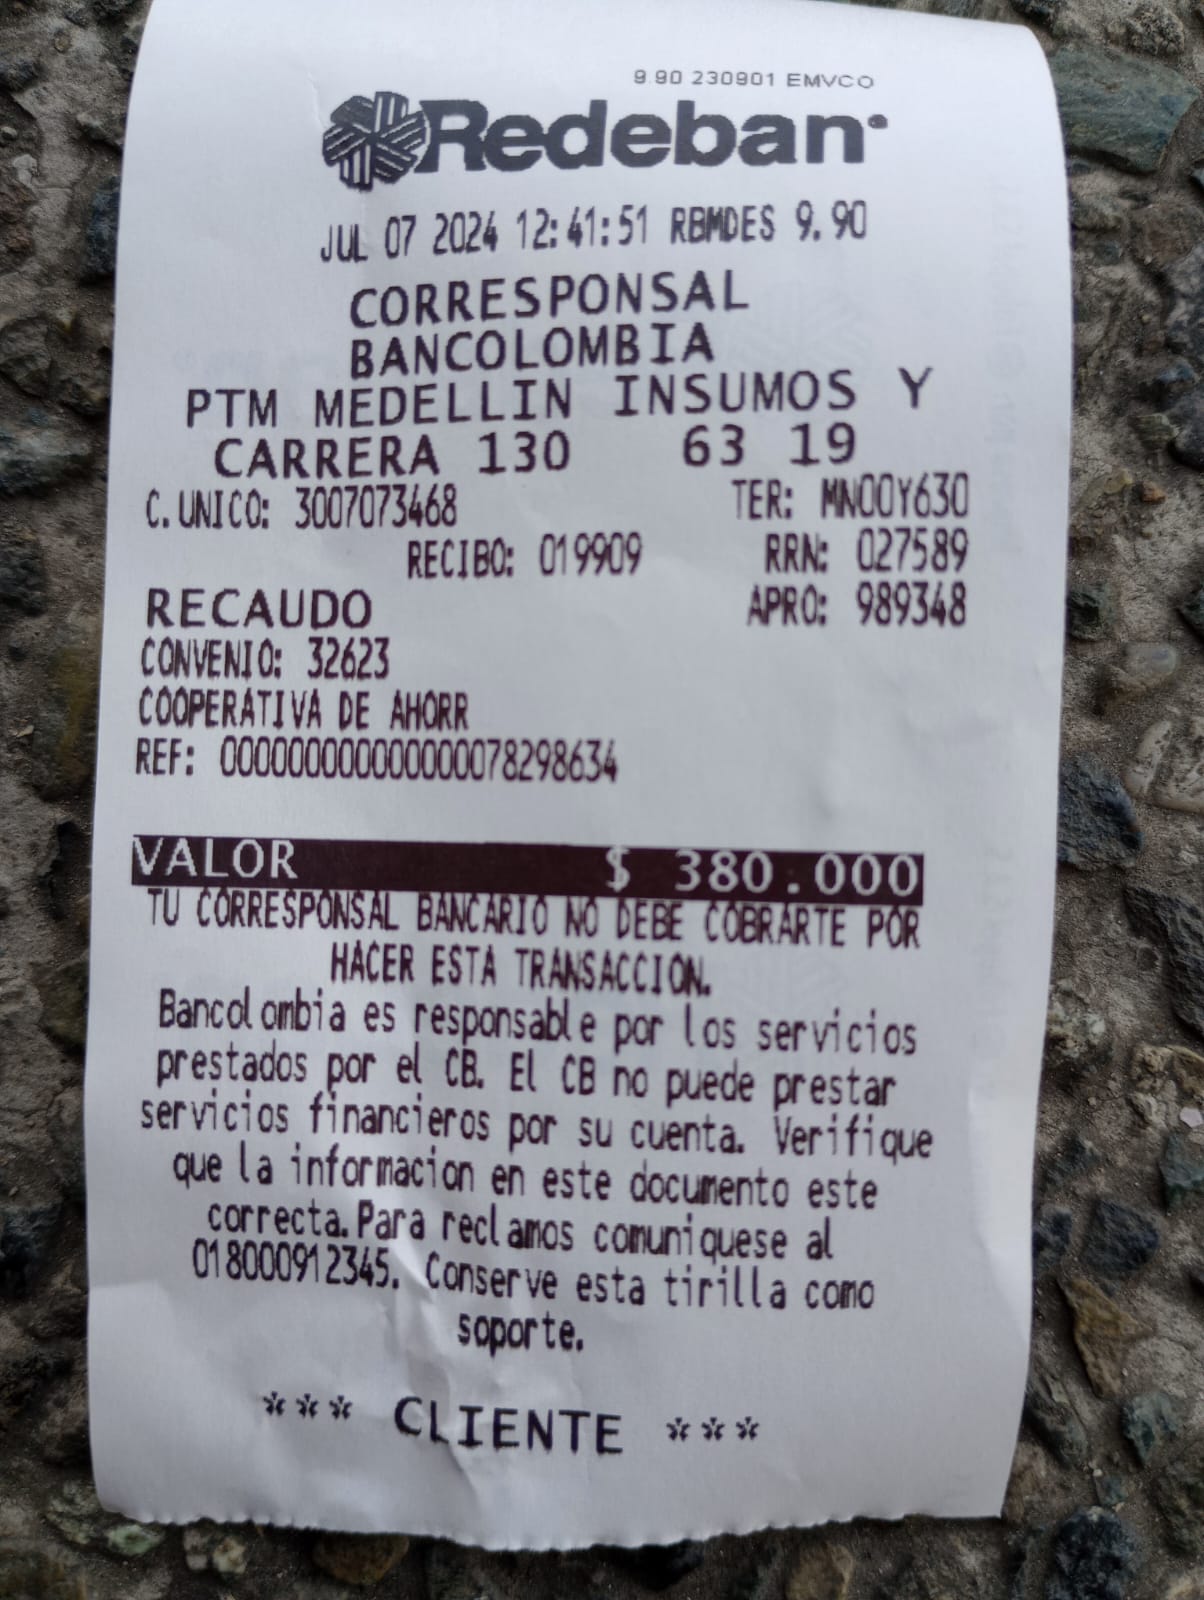 9.90 230901 EMVCO
Redeban
JUL 07 2024 12:41:51 RBMDES 9.90
CORRESPONSAL
BANCOLOMBIA
PTM MEDELLIN INSUMOS Y
CARRERA 130 63 19
C.UNICO: 3007073468 TER: MN00Y630
RECIBO: 019909 RRN: 027589
RECAUDO APRO: 989348
CONVENIO: 32623
COOPERATIVA DE AHORR
REF: 0000000000000000078298634
VALOR $ 380.000
TU CORRESPONSAL BANCARIO NO DEBE COBRARTE POR
HACER ESTA TRANSACCION.
Bancolombia es responsable por los servicios
prestados por el CB. El CB no puede prestar
servicios financieros por su cuenta. Verifique
que la informacion en este documento este
correcta.Para reclamos comuniquese al
018000912345. Conserve esta tirilla como
soporte.
*** CLIENTE ***